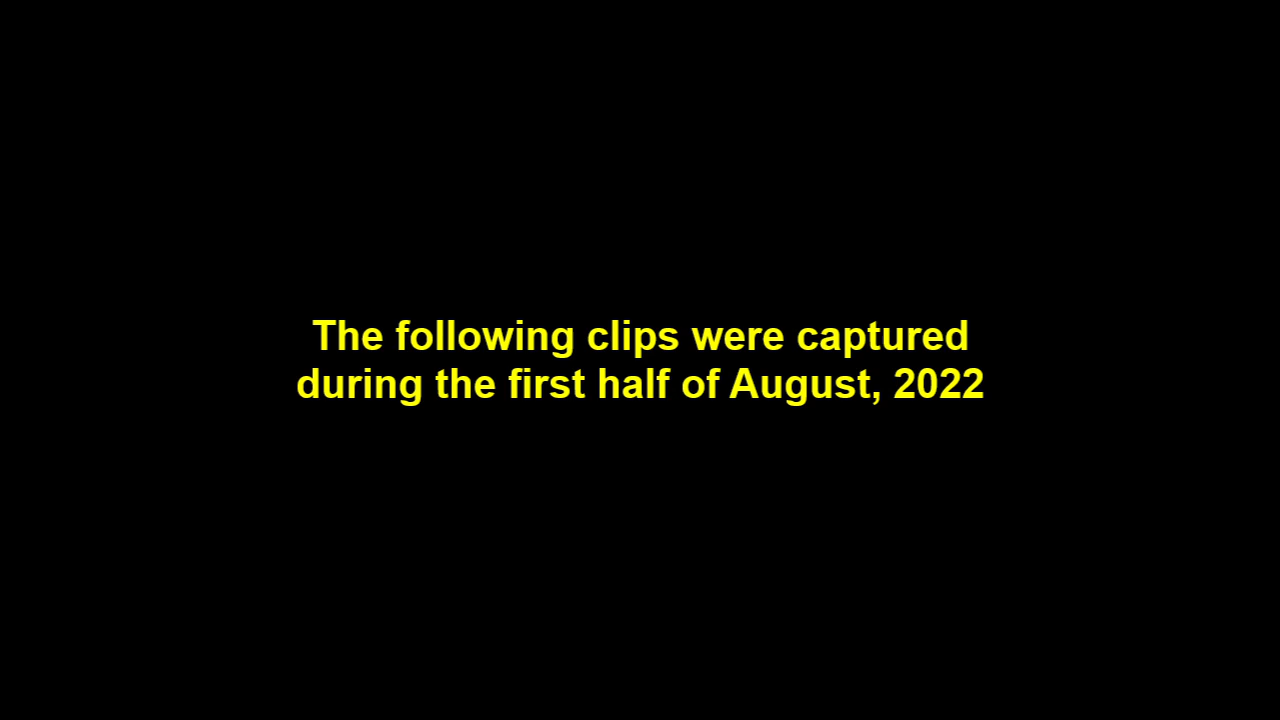 The following clips were captured
during the first half of August, 2022